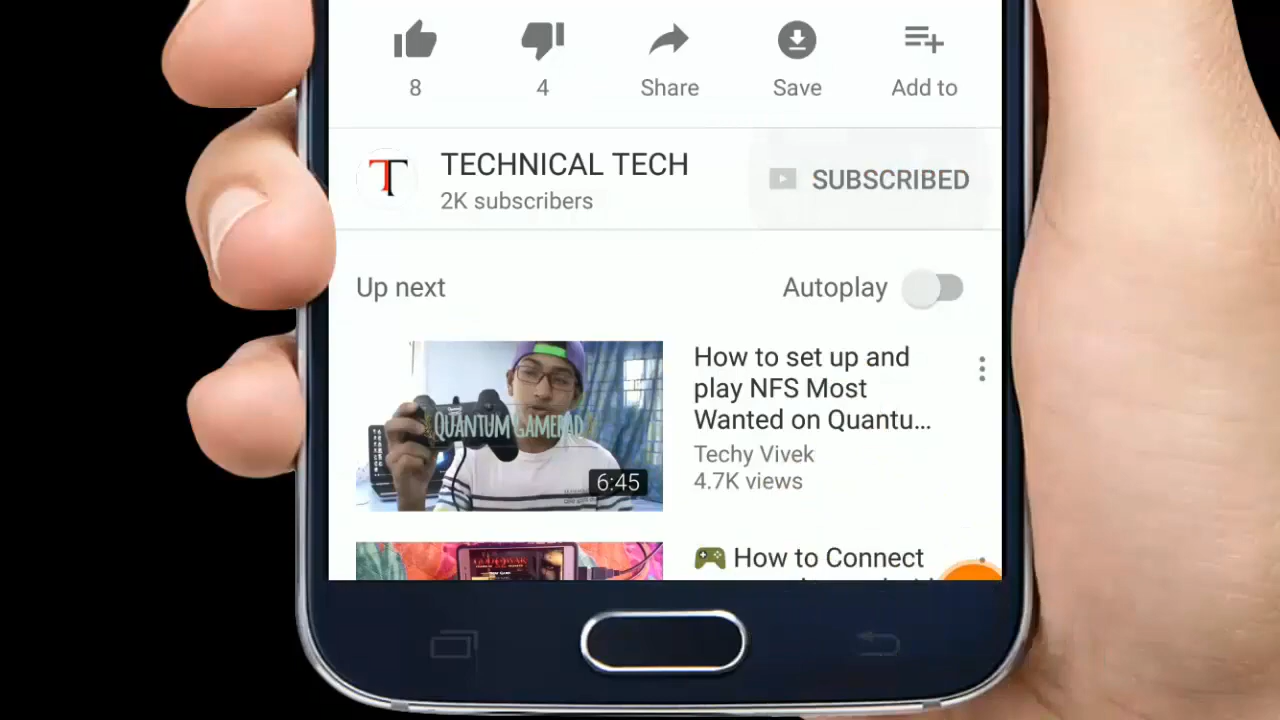 8
4
Share
Save
Add to
T
TECHNICAL TECH
2K subscribers
SUBSCRIBED
Up next
Autoplay
QUANTUM GAMEPAD
6:45
How to set up and
play NFS Most
Wanted on Quantu...
Techy Vivek
4.7K views
🎮 How to Connect